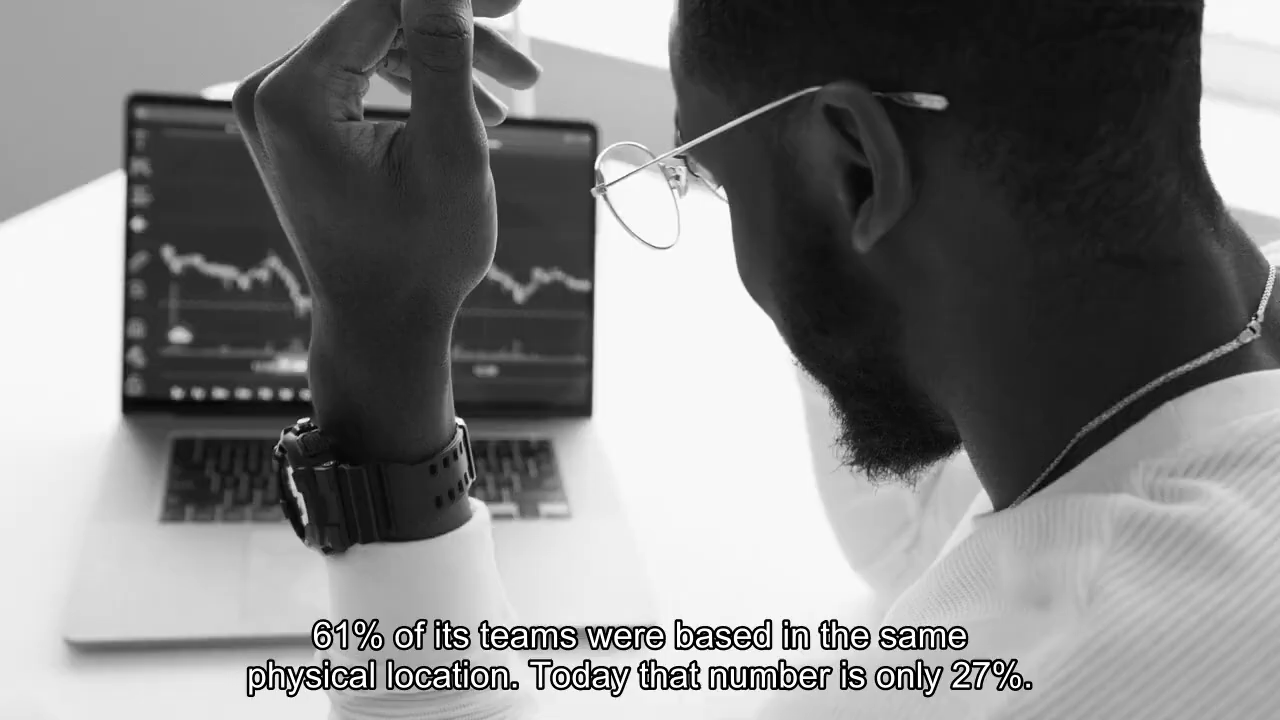 61% of its teams were based in the same
physical location. Today that number is only 27%.